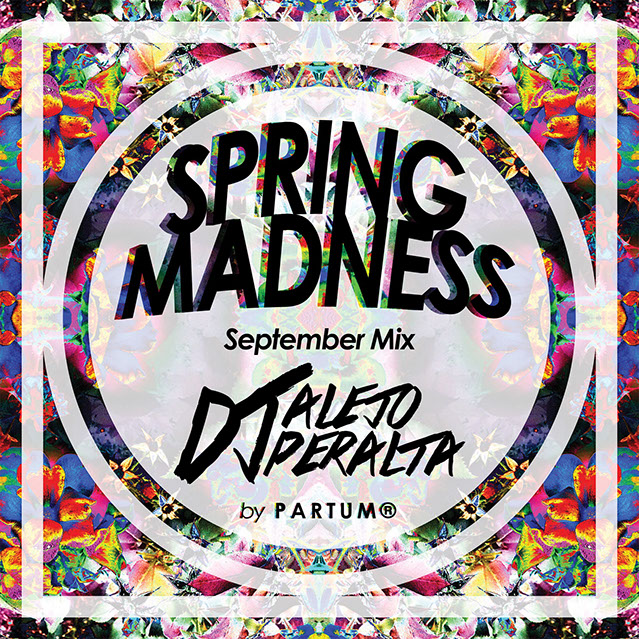 SPRING
MADNESS
September Mix
DJ ALEJO
PERALTA
by PARTUM®